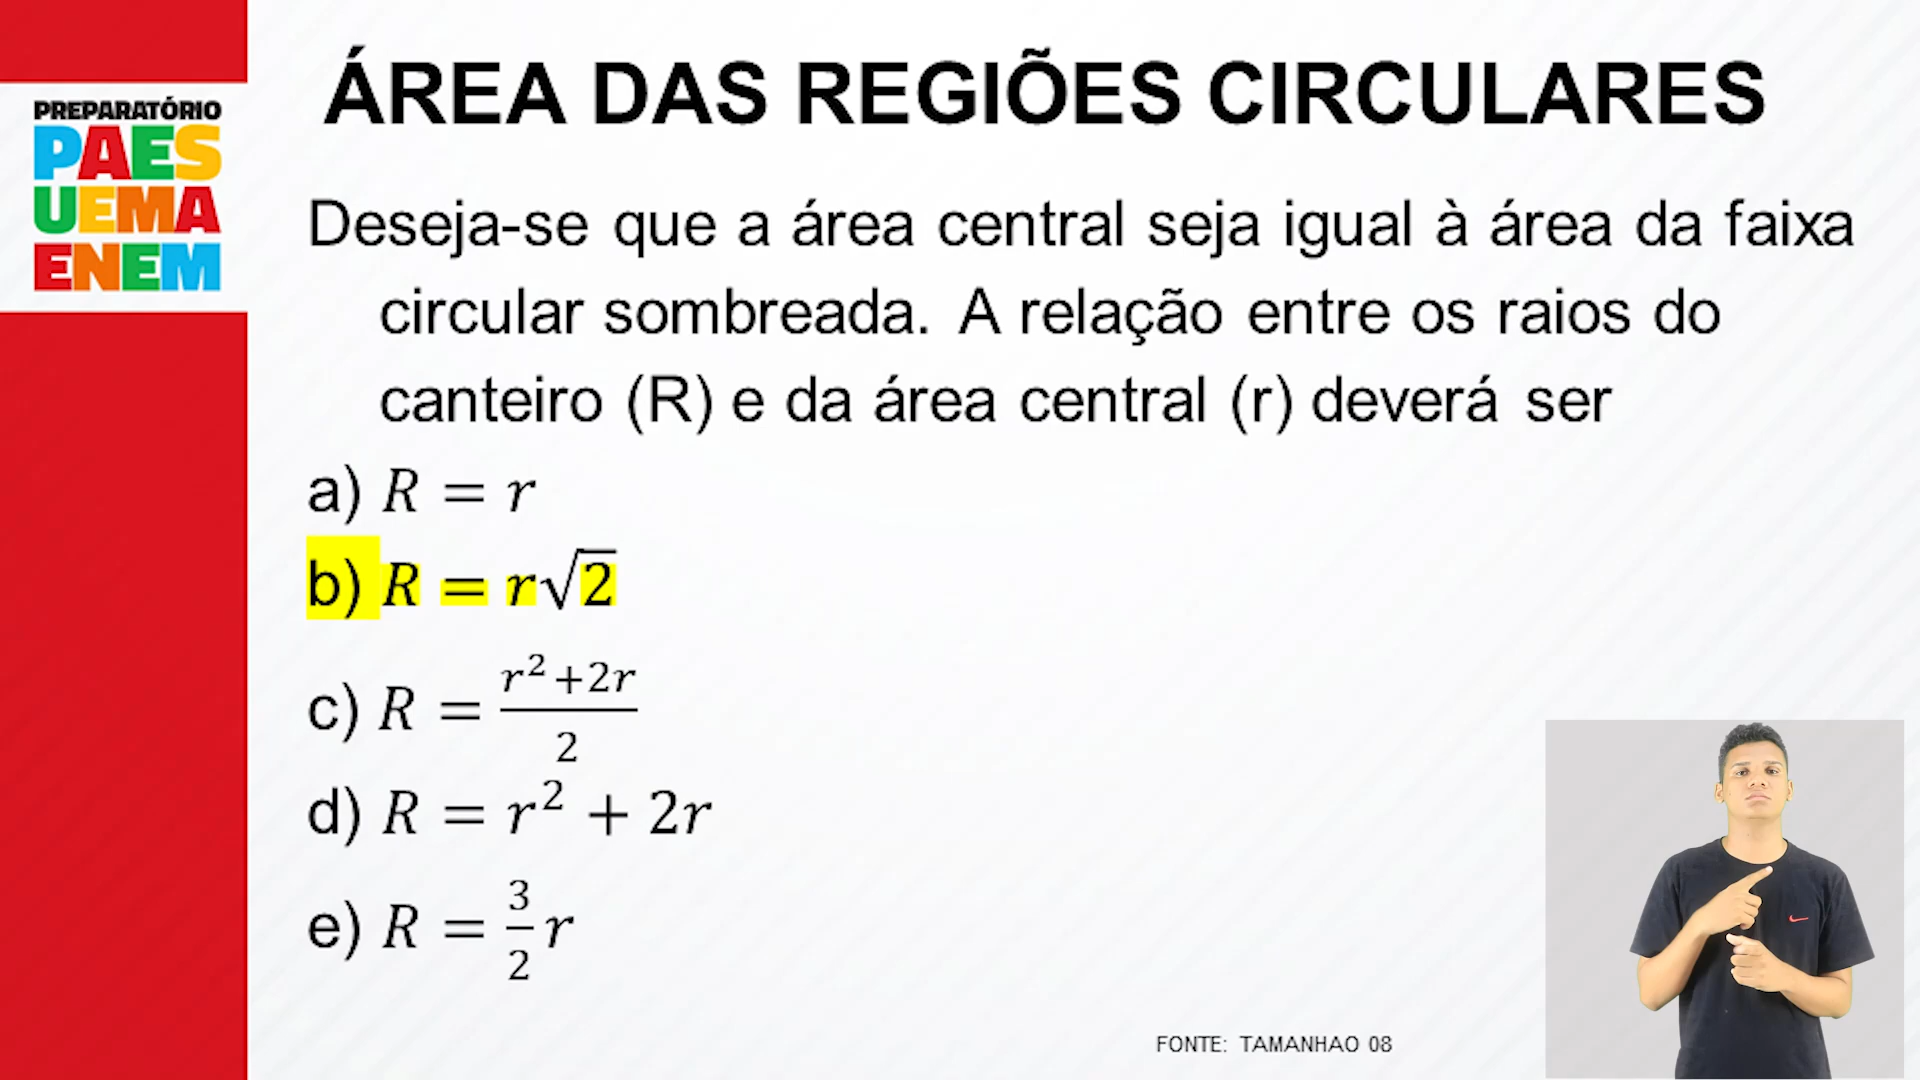 PREPARATÓRIO
PAES
UEMA
ENEM
ÁREA DAS REGIÕES CIRCULARES
Deseja-se que a área central seja igual à área da faixa
circular sombreada. A relação entre os raios do
canteiro (R) e da área central (r) deverá ser
a) R = r
b) R = r√2
c) R = (r²+2r)/2
d) R = r² + 2r
e) R = 3/2 r
FONTE: TAMANHAO 08